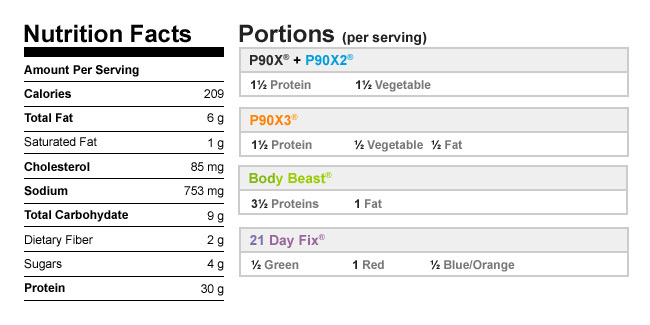 Nutrition Facts
Amount Per Serving
Calories 209
Total Fat 6 g
Saturated Fat 1 g
Cholesterol 85 mg
Sodium 753 mg
Total Carbohydate 9 g
Dietary Fiber 2 g
Sugars 4 g
Protein 30 g
Portions (per serving)
P90X® + P90X2®
1½ Protein 1½ Vegetable
P90X3®
1½ Protein ½ Vegetable ½ Fat
Body Beast®
3½ Proteins 1 Fat
21 Day Fix®
½ Green 1 Red ½ Blue/Orange